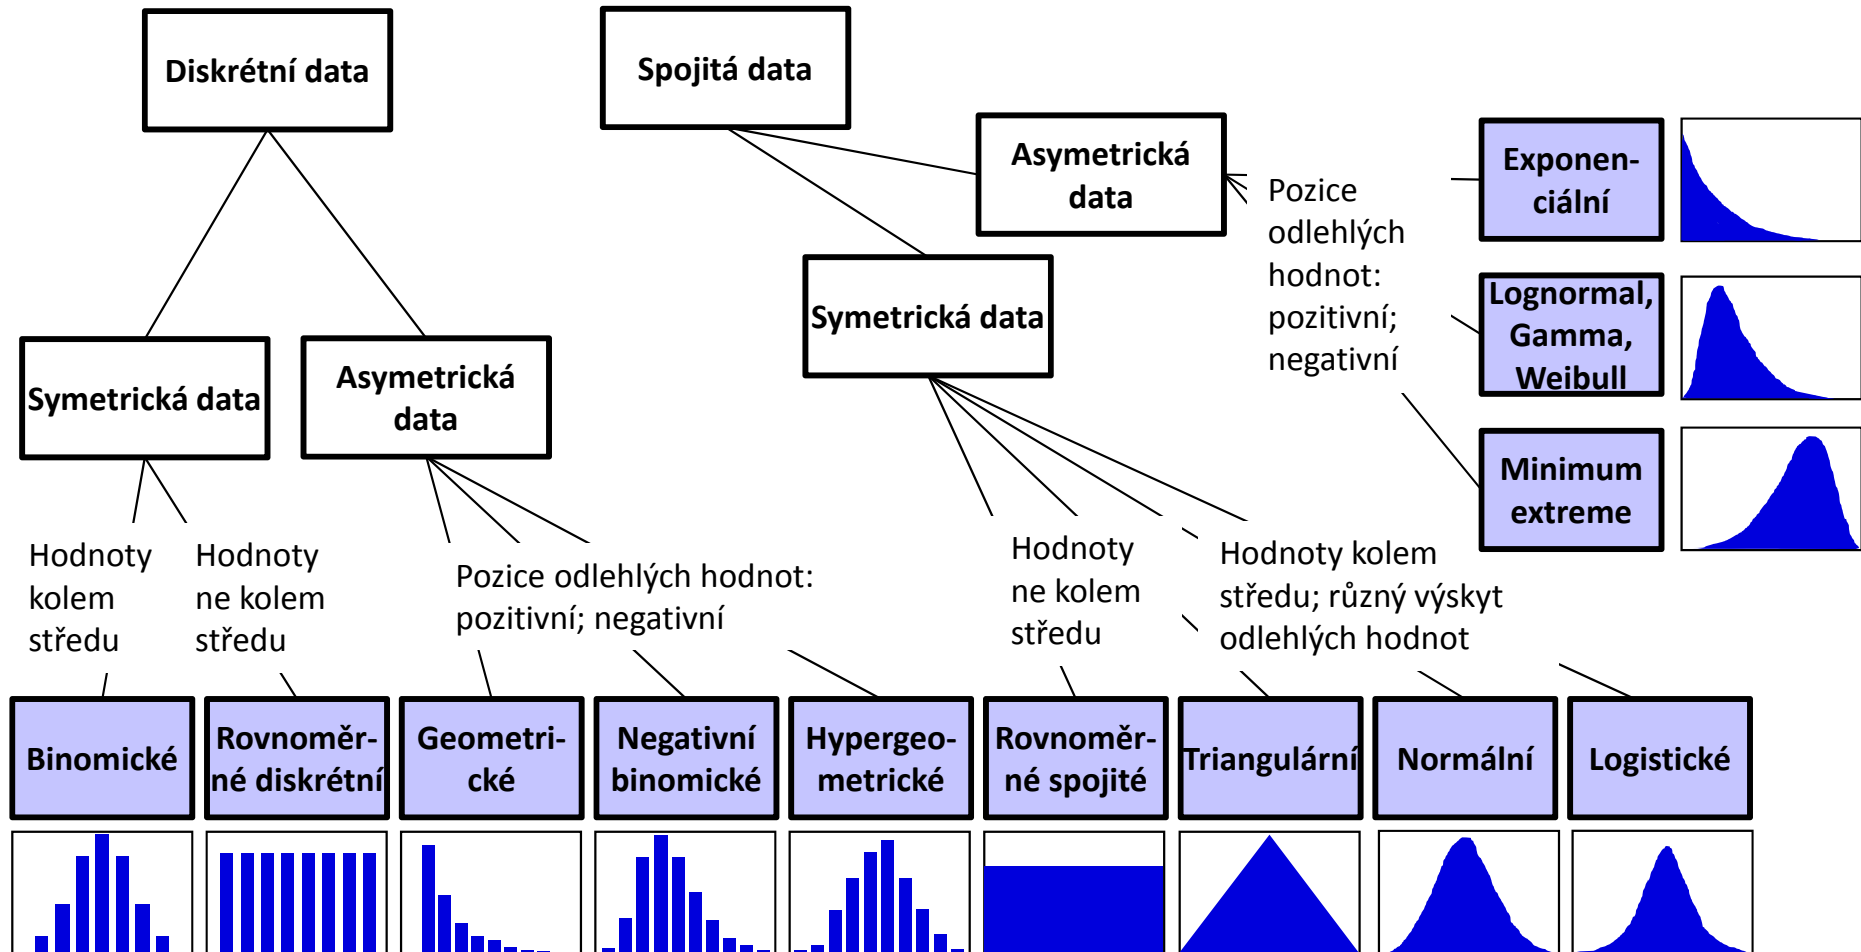 Diskrétní data
Spojitá data
Asymetrická
data
Exponen-
ciální
Pozice
odlehlých
hodnot:
pozitivní;
negativní
Symetrická data
Lognormal,
Gamma,
Weibull
Symetrická data
Asymetrická
data
Minimum
extreme
Hodnoty
kolem
středu
Hodnoty
ne kolem
středu
Pozice odlehlých hodnot:
pozitivní; negativní
Hodnoty
ne kolem
středu
Hodnoty kolem
středu; různý výskyt
odlehlých hodnot
Binomické
Rovnoměr-
né diskrétní
Geometri-
cké
Negativní
binomické
Hypergeo-
metrické
Rovnoměr-
né spojité
Triangulární
Normální
Logistické